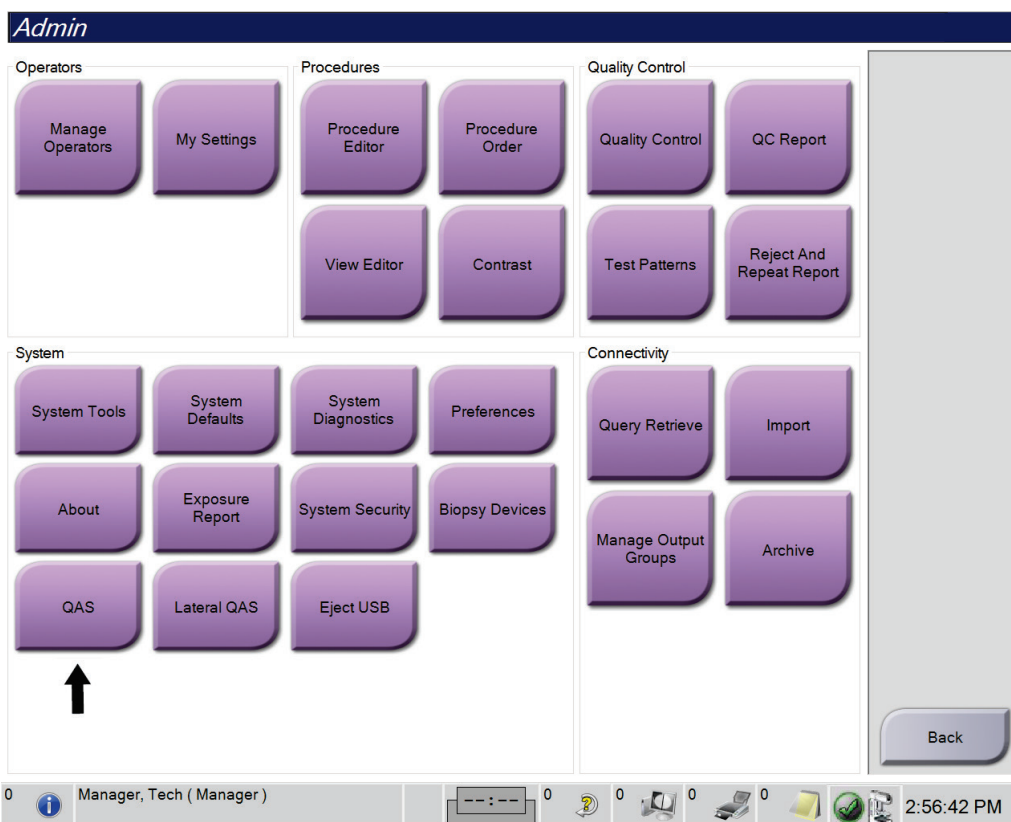 Admin
Operators
Manage
Operators
My Settings
Procedures
Procedure
Editor
Procedure
Order
View Editor
Contrast
Quality Control
Quality Control
QC Report
Test Patterns
Reject And
Repeat Report
System
System Tools
System
Defaults
System
Diagnostics
Preferences
About
Exposure
Report
System Security
Biopsy Devices
QAS
Lateral QAS
Eject USB
Connectivity
Query Retrieve
Import
Manage Output
Groups
Archive
Back
0
Manager, Tech ( Manager )
--:--
0
0
0
0
2:56:42 PM